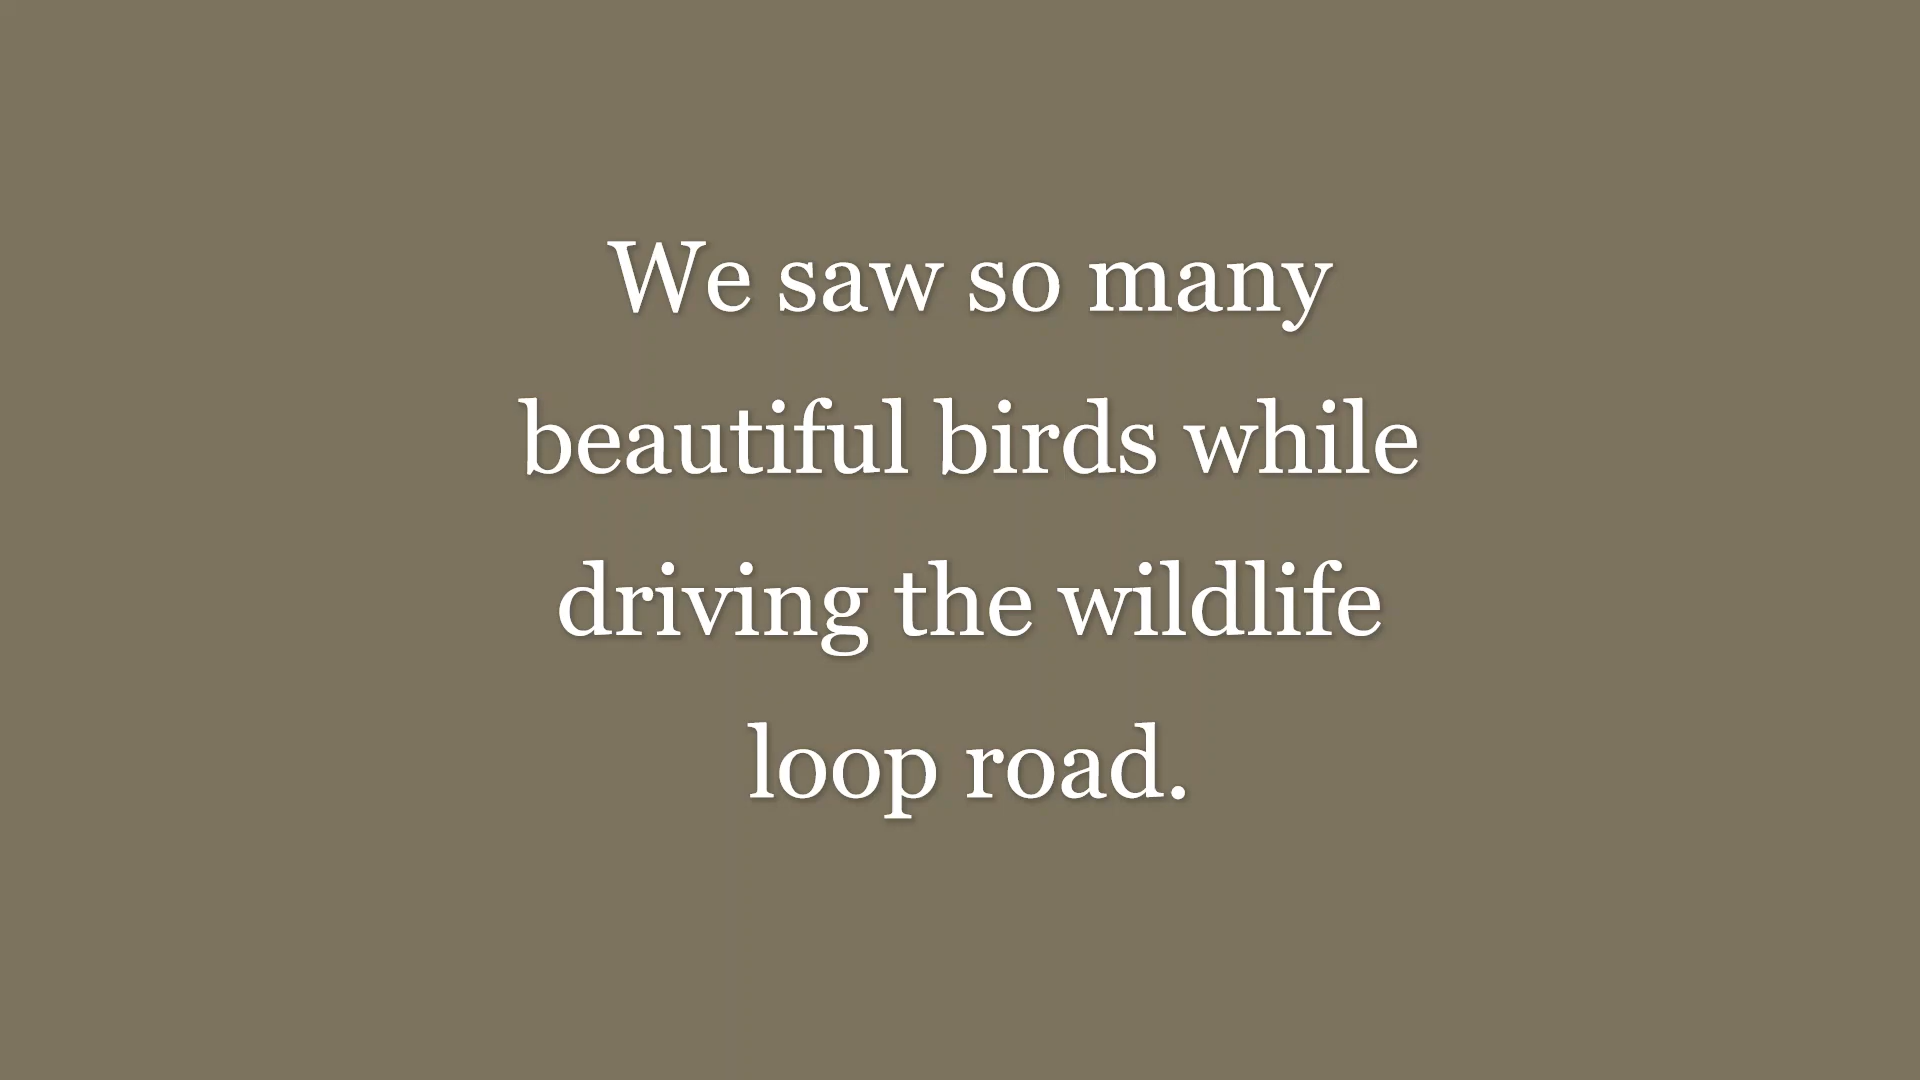 We saw so many
beautiful birds while
driving the wildlife
loop road.